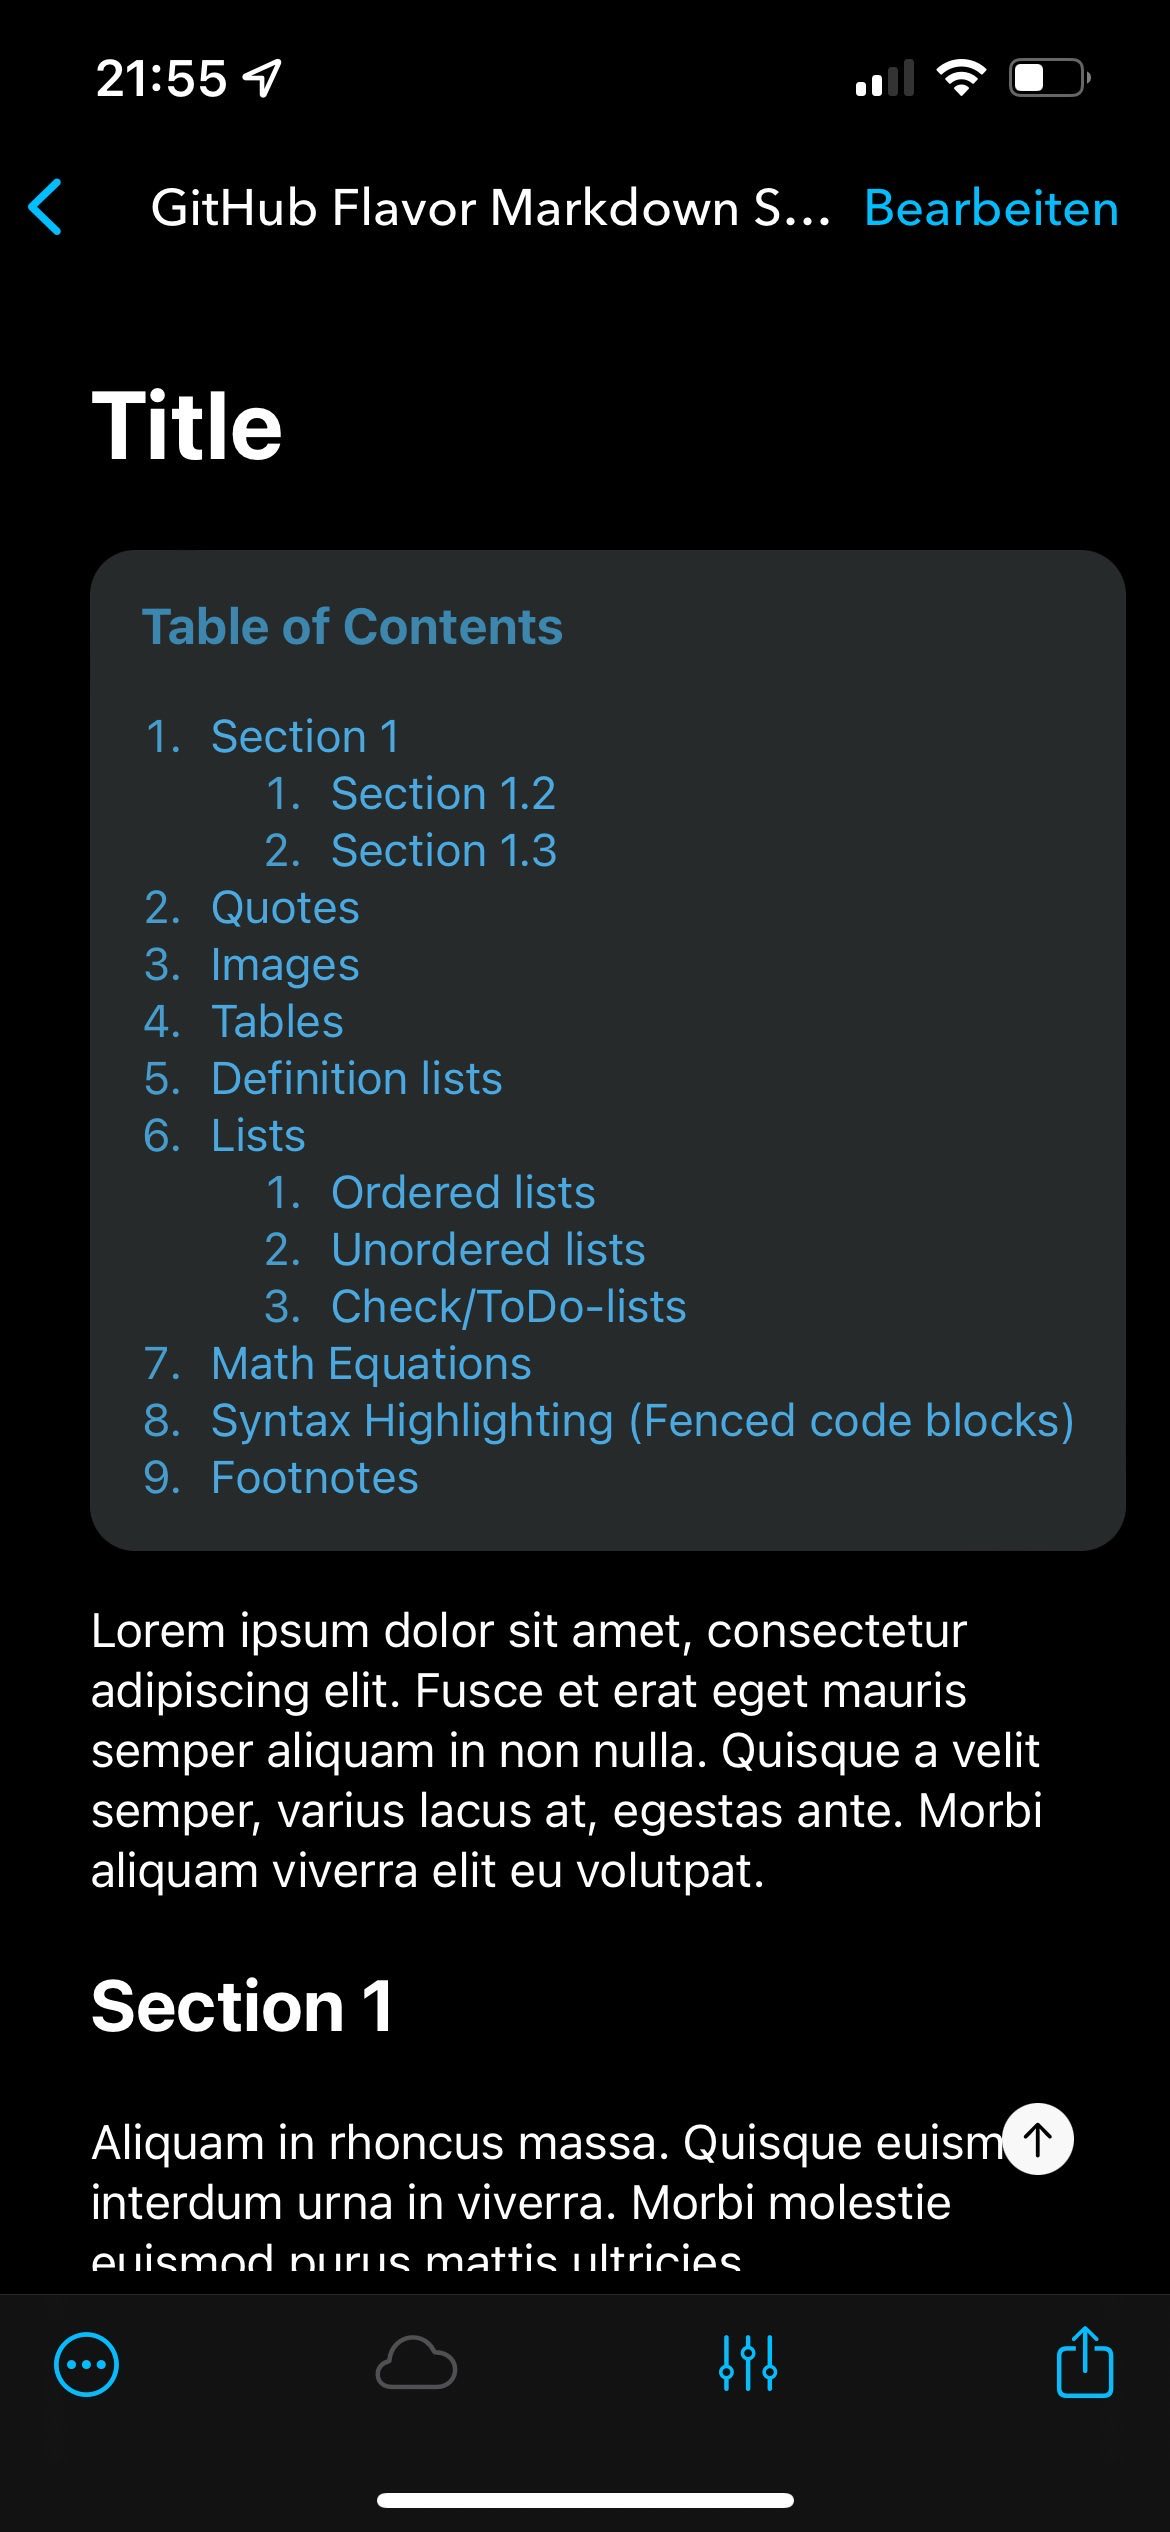 21:55
GitHub Flavor Markdown S... Bearbeiten
Title
Table of Contents
1. Section 1
1. Section 1.2
2. Section 1.3
2. Quotes
3. Images
4. Tables
5. Definition lists
6. Lists
1. Ordered lists
2. Unordered lists
3. Check/ToDo-lists
7. Math Equations
8. Syntax Highlighting (Fenced code blocks)
9. Footnotes
Lorem ipsum dolor sit amet, consectetur
adipiscing elit. Fusce et erat eget mauris
semper aliquam in non nulla. Quisque a velit
semper, varius lacus at, egestas ante. Morbi
aliquam viverra elit eu volutpat.
Section 1
Aliquam in rhoncus massa. Quisque euism
interdum urna in viverra. Morbi molestie
euismod purus mattis ultricies